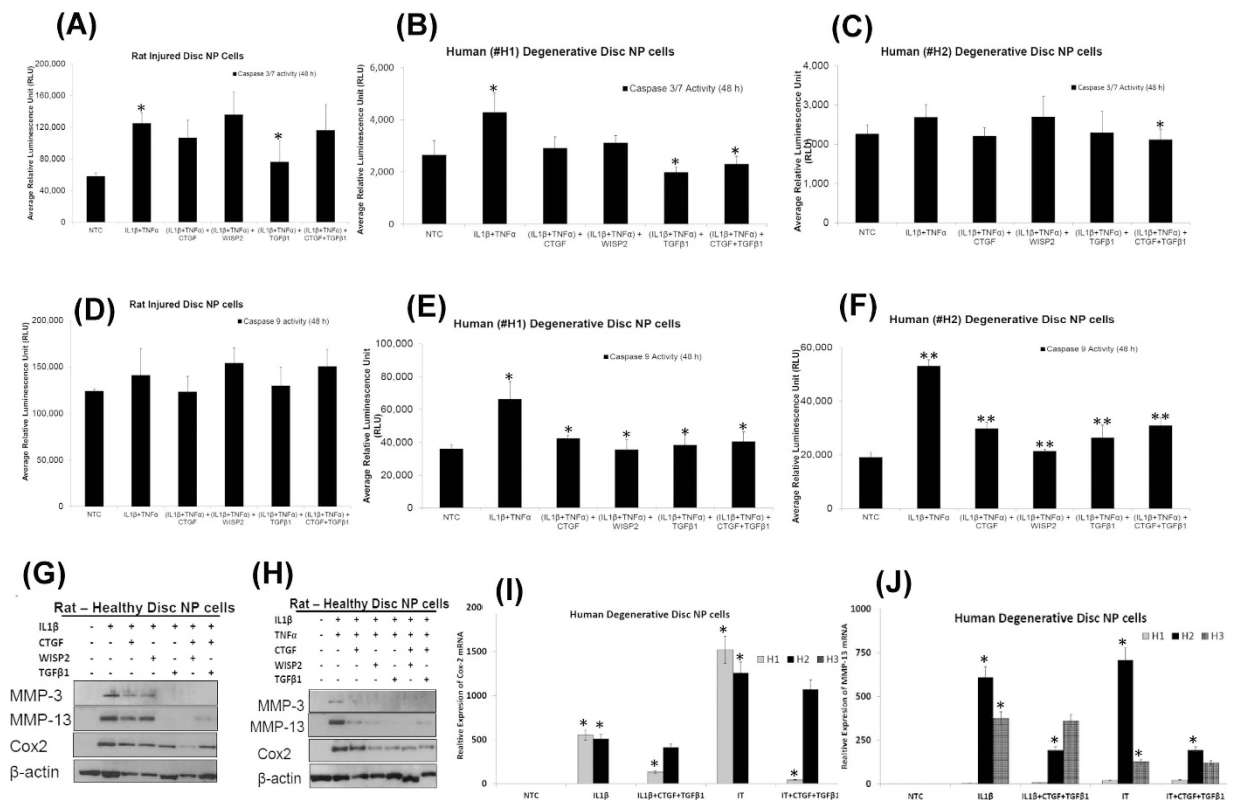 (A)
Rat Injured Disc NP Cells
Average Relative Luminescence Unit (RLU)
200,000
160,000
120,000
80,000
40,000
0
■ Caspase 3/7 activity (48 h)
*
*
NTC
IL1β+TNFα
(IL1β+TNFα) +
CTGF
(IL1β+TNFα) +
WISP2
(IL1β+TNFα) +
TGFβ1
(IL1β+TNFα) +
CTGF+TGFβ1
(B)
Human (#H1) Degenerative Disc NP cells
Average Relative Luminescence Unit (RLU)
6,000
4,000
2,000
0
■ Caspase 3/7 Activity (48 h)
*
*
*
NTC
IL1β+TNFα
(IL1β+TNFα) +
CTGF
(IL1β+TNFα) +
WISP2
(IL1β+TNFα) +
TGFβ1
(IL1β+TNFα) +
CTGF+TGFβ1
(C)
Human (#H2) Degenerative Disc NP cells
Average Relative Luminescence Unit
(RLU)
4,000
3,000
2,000
1,000
0
■ Caspase 3/7 activity (48 h)
*
NTC
IL1β+TNFα
(IL1β+TNFα) +
CTGF
(IL1β+TNFα) +
WISP2
(IL1β+TNFα) +
TGFβ1
(IL1β+TNFα) +
CTGF+TGFβ1
(D)
Rat Injured Disc NP cells
Average Relative Luminescence Unit (RLU)
200,000
150,000
100,000
50,000
0
■ Caspase 9 activity (48 h)
NTC
IL1β+TNFα
(IL1β+TNFα) +
CTGF
(IL1β+TNFα) +
WISP2
(IL1β+TNFα) +
TGFβ1
(IL1β+TNFα) +
CTGF+TGFβ1
(E)
Human (#H1) Degenerative Disc NP cells
Average Relative Luminescence Unit
(RLU)
100,000
80,000
60,000
40,000
20,000
0
■ Caspase 9 Activity (48 h)
*
*
*
*
*
NTC
IL1β+TNFα
(IL1β+TNFα) +
CTGF
(IL1β+TNFα) +
WISP2
(IL1β+TNFα) +
TGFβ1
(IL1β+TNFα) +
CTGF+TGFβ1
(F)
Human (#H2) Degenerative Disc NP cells
Average Relative Luminescence Unit (RLU)
60,000
40,000
20,000
0
■ Caspase 9 Activity (48 h)
**
**
**
**
**
NTC
IL1β+TNFα
(IL1β+TNFα) +
CTGF
(IL1β+TNFα) +
WISP2
(IL1β+TNFα) +
TGFβ1
(IL1β+TNFα) +
CTGF+TGFβ1
(G)
Rat – Healthy Disc NP cells
IL1β - + + + - + +
CTGF - - + - - + +
WISP2 - - - + - - -
TGFβ1 - - - - + + +
MMP-3
MMP-13
Cox2
β-actin
(H)
Rat – Healthy Disc NP cells
IL1β - + + + + + +
TNFα - + + + + + +
CTGF - - + - - + +
WISP2 - - - + - + -
TGFβ1 - - - - + - +
MMP-3
MMP-13
Cox2
β-actin
(I)
Human Degenerative Disc NP cells
Realtive Expresion of Cox-2 mRNA
2000
1500
1000
500
0
H1 H2 H3
* *
*
* *
*
NTC IL1β IL1β+CTGF+TGFβ1 IT IT+CTGF+TGFβ1
(J)
Human Degenerative Disc NP cells
Realtive Expresion of MMP-13 mRNA
900
675
450
225
0
H1 H2 H3
*
*
*
*
*
*
NTC IL1β IL1β+CTGF+TGFβ1 IT IT+CTGF+TGFβ1